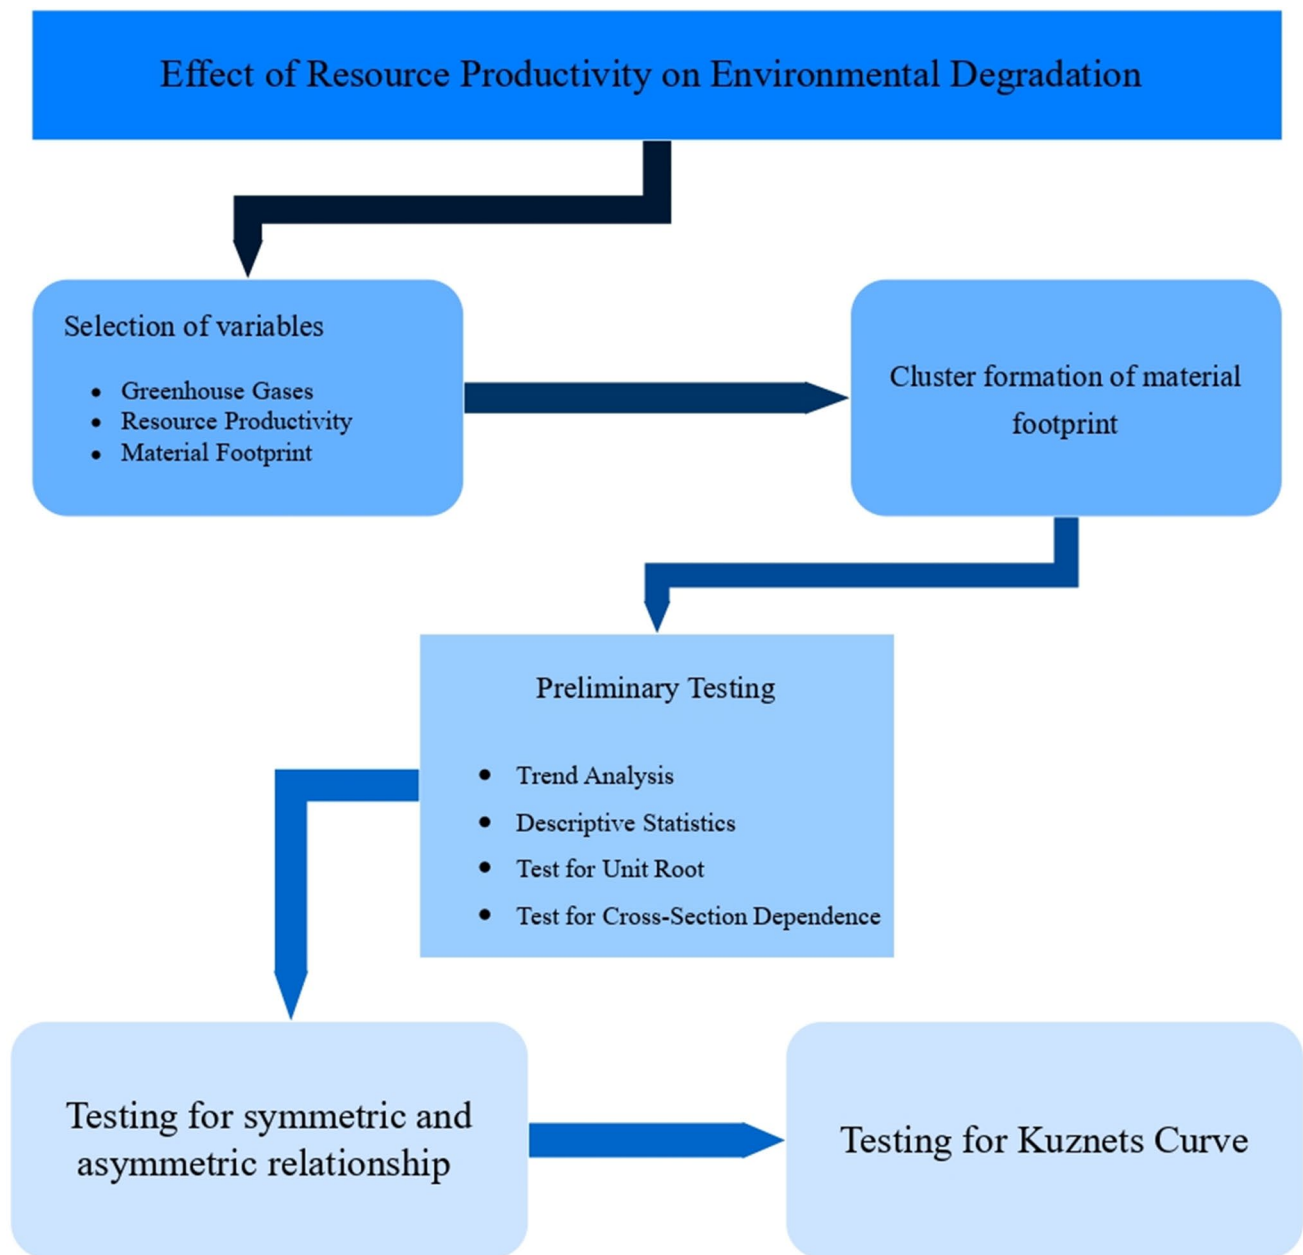 Effect of Resource Productivity on Environmental Degradation
Selection of variables
• Greenhouse Gases
• Resource Productivity
• Material Footprint
Cluster formation of material
footprint
Preliminary Testing
• Trend Analysis
• Descriptive Statistics
• Test for Unit Root
• Test for Cross-Section Dependence
Testing for symmetric and
asymmetric relationship
Testing for Kuznets Curve